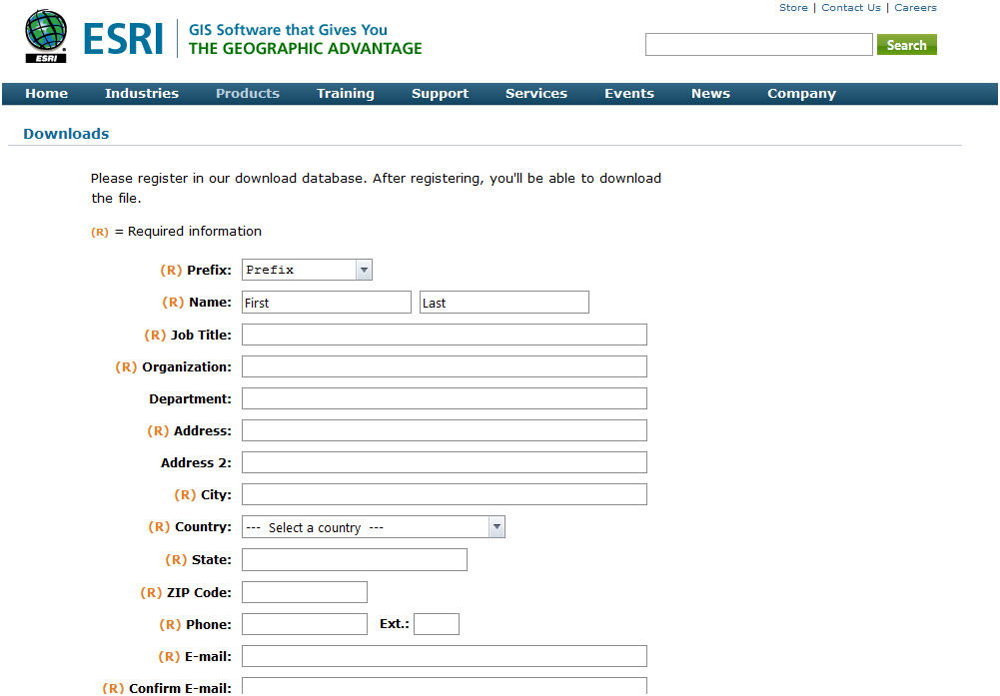 Store | Contact Us | Careers
ESRI
ESRI
GIS Software that Gives You
THE GEOGRAPHIC ADVANTAGE
Search
Home Industries Products Training Support Services Events News Company
Downloads
Please register in our download database. After registering, you'll be able to download
the file.
(R) = Required information
(R) Prefix: Prefix
(R) Name: First Last
(R) Job Title:
(R) Organization:
Department:
(R) Address:
Address 2:
(R) City:
(R) Country: --- Select a country ---
(R) State:
(R) ZIP Code:
(R) Phone: Ext.:
(R) E-mail:
(R) Confirm E-mail: